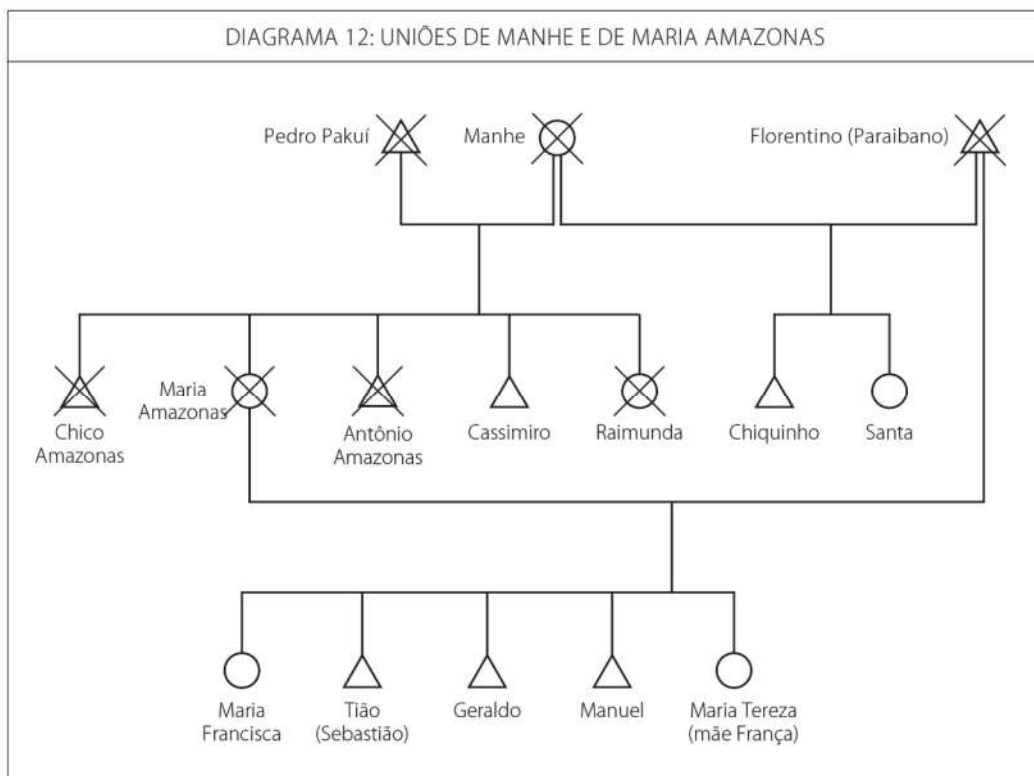 DIAGRAMA 12: UNIÕES DE MANHE E DE MARIA AMAZONAS
Pedro Pakuí
Manhe
Florentino (Paraibano)
Chico
Amazonas
Maria
Amazonas
Antônio
Amazonas
Cassimiro
Raimunda
Chiquinho
Santa
Maria
Francisca
Tião
(Sebastião)
Geraldo
Manuel
Maria Tereza
(mãe França)